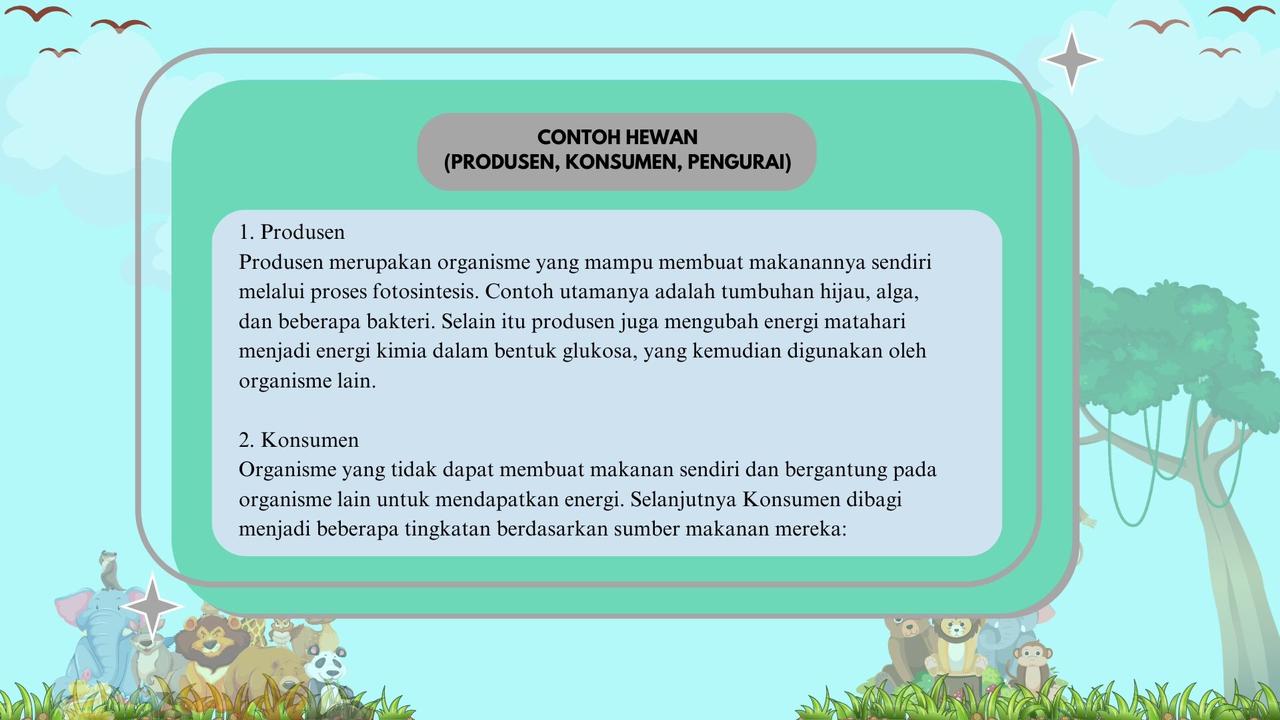 CONTOH HEWAN
(PRODUSEN, KONSUMEN, PENGURAI)
1. Produsen
Produsen merupakan organisme yang mampu membuat makanannya sendiri
melalui proses fotosintesis. Contoh utamanya adalah tumbuhan hijau, alga,
dan beberapa bakteri. Selain itu produsen juga mengubah energi matahari
menjadi energi kimia dalam bentuk glukosa, yang kemudian digunakan oleh
organisme lain.
2. Konsumen
Organisme yang tidak dapat membuat makanan sendiri dan bergantung pada
organisme lain untuk mendapatkan energi. Selanjutnya Konsumen dibagi
menjadi beberapa tingkatan berdasarkan sumber makanan mereka: